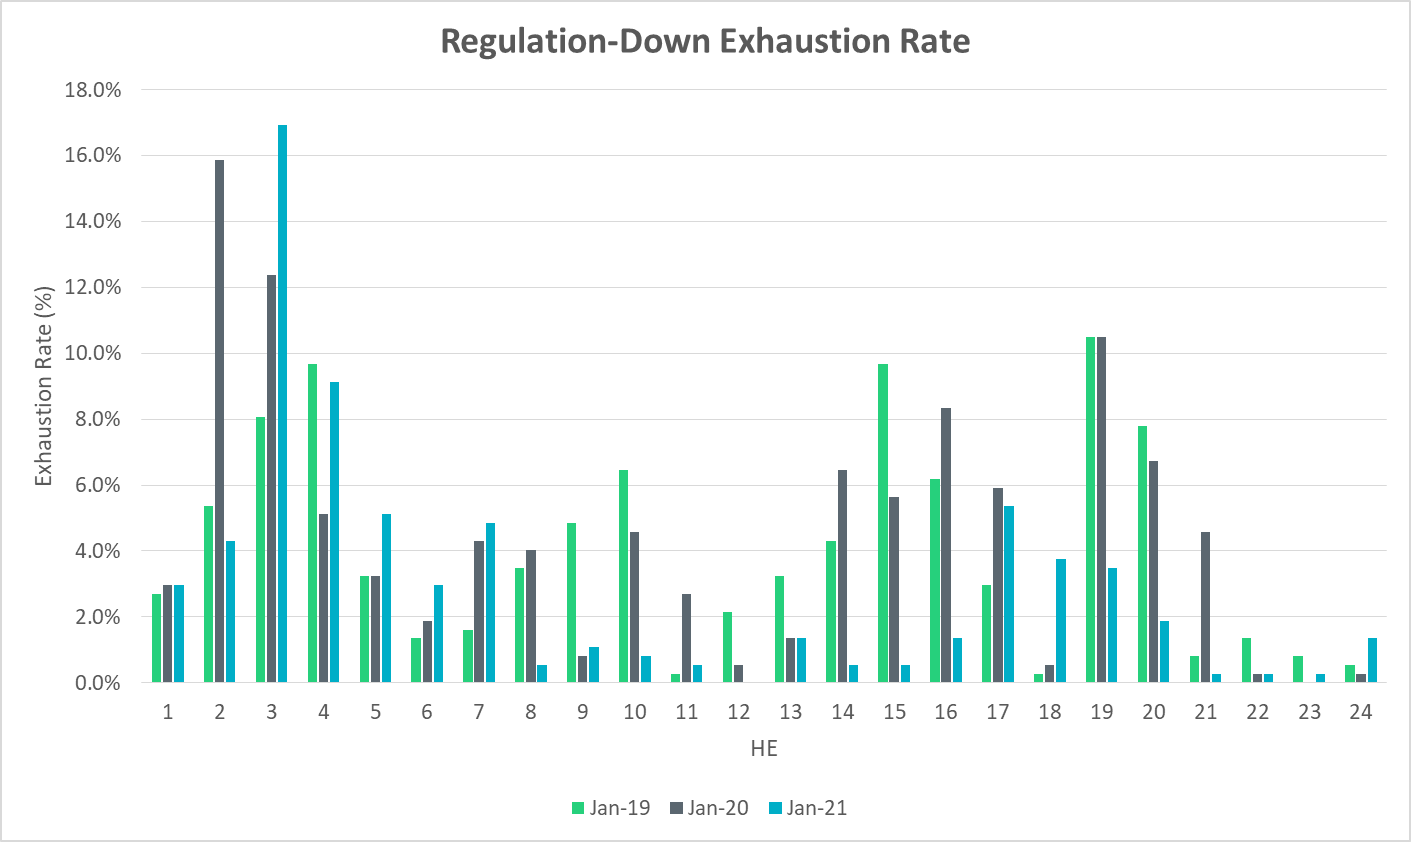 Regulation-Down Exhaustion Rate
18.0%
16.0%
14.0%
12.0%
10.0%
8.0%
6.0%
4.0%
2.0%
0.0%
Exhaustion Rate (%)
1 2 3 4 5 6 7 8 9 10 11 12 13 14 15 16 17 18 19 20 21 22 23 24
HE
Jan-19 Jan-20 Jan-21